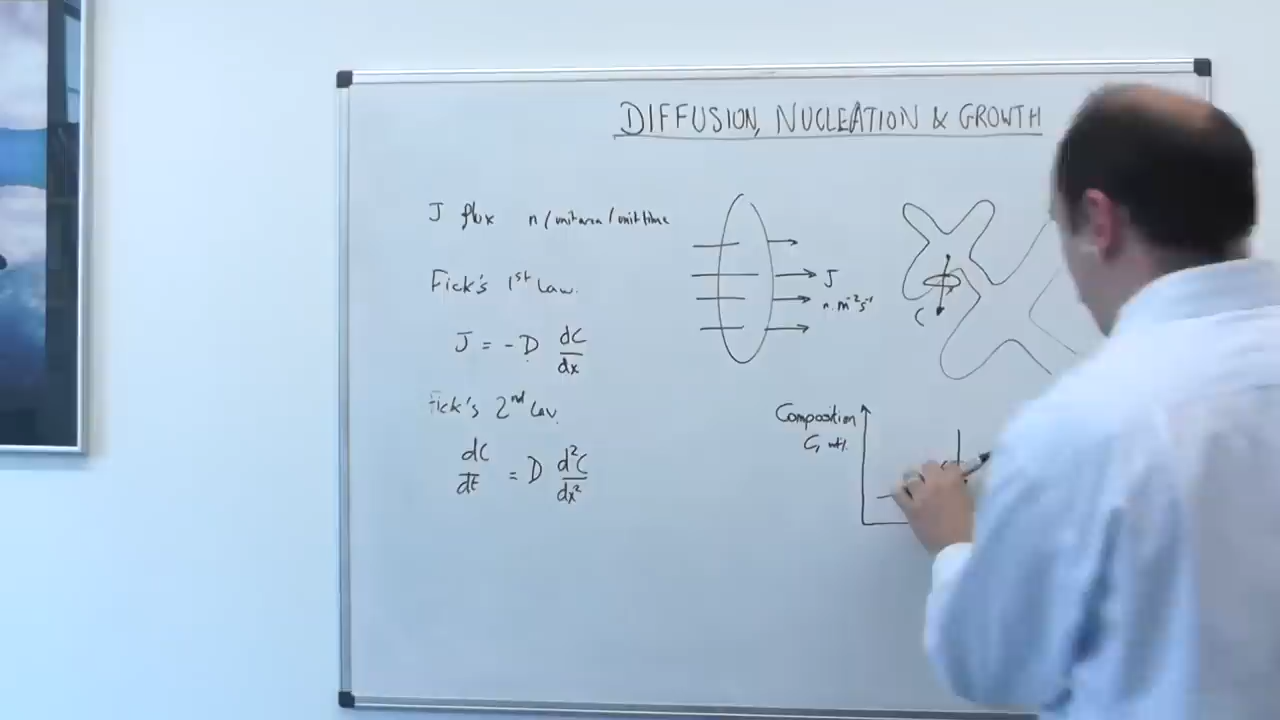 DIFFUSION, NUCLEATION & GROWTH
J flux n/unit area/unit time
Fick's 1st Law.
J = -D dC/dx
Fick's 2nd Law.
dC/dt = D d²C/dx²
J
n.m⁻²s⁻¹
C
Composition
C, wt%